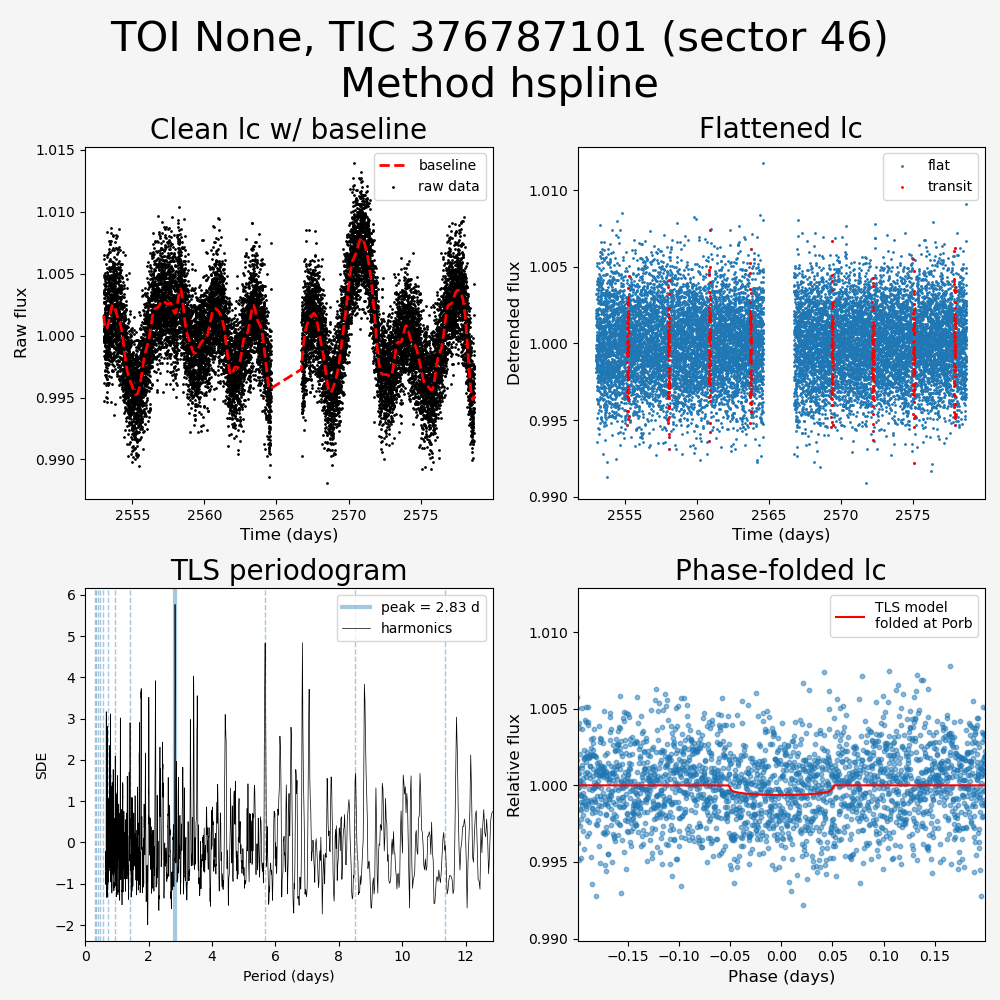 TOI None, TIC 376787101 (sector 46)
Method hspline
Clean lc w/ baseline
Raw flux
1.015
1.010
1.005
1.000
0.995
0.990
baseline
raw data
2555 2560 2565 2570 2575
Time (days)
Flattened lc
Detrended flux
1.010
1.005
1.000
0.995
0.990
flat
transit
2555 2560 2565 2570 2575
Time (days)
TLS periodogram
SDE
6
5
4
3
2
1
0
−1
−2
peak = 2.83 d
harmonics
0 2 4 6 8 10 12
Period (days)
Phase-folded lc
Relative flux
1.010
1.005
1.000
0.995
0.990
TLS model
folded at Porb
−0.15 −0.10 −0.05 0.00 0.05 0.10 0.15
Phase (days)